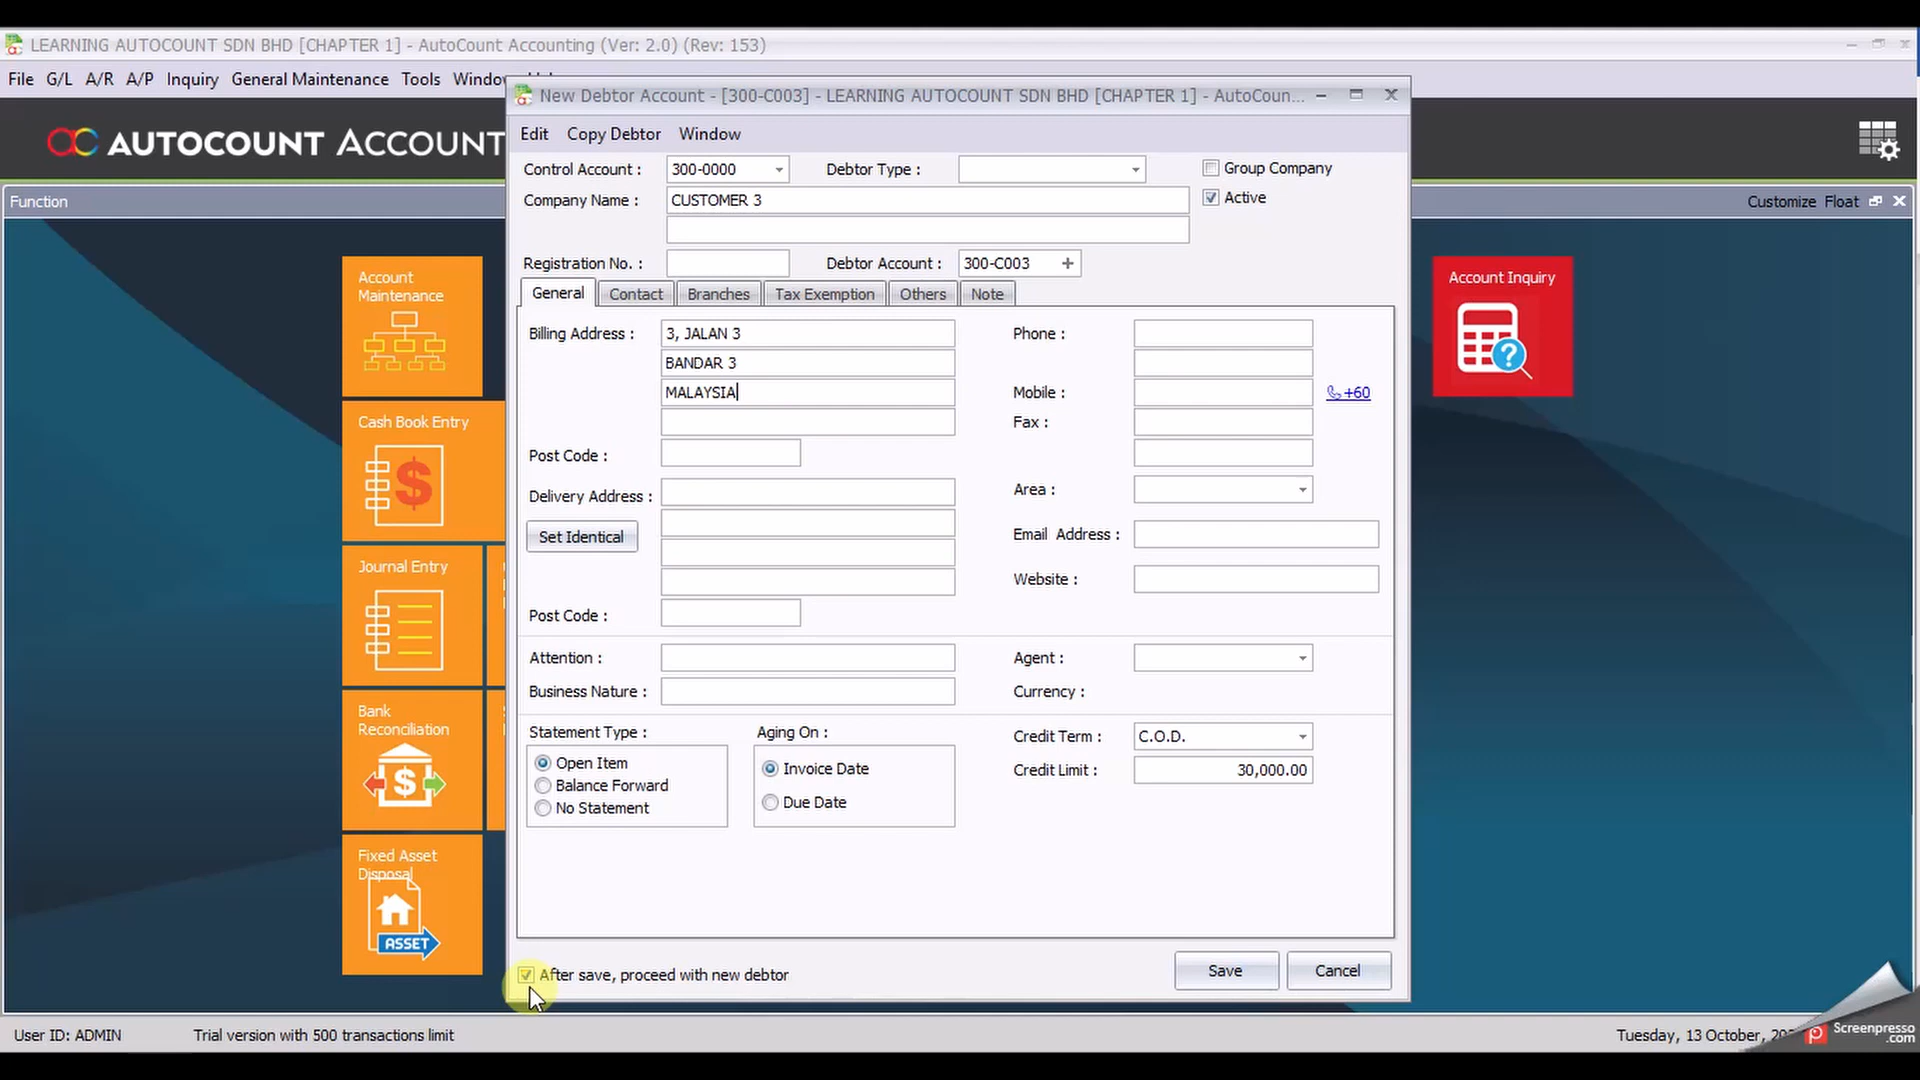 LEARNING AUTOCOUNT SDN BHD [CHAPTER 1] - AutoCount Accounting (Ver: 2.0) (Rev: 153)
File G/L A/R A/P Inquiry General Maintenance Tools Window
AUTOCOUNT ACCOUNT
Function
Customize Float
Account
Maintenance
Cash Book Entry
Journal Entry
Bank
Reconciliation
Fixed Asset
Disposal
ASSET
Account Inquiry
New Debtor Account - [300-C003] - LEARNING AUTOCOUNT SDN BHD [CHAPTER 1] - AutoCoun...
Edit Copy Debtor Window
Control Account : 300-0000 Debtor Type : Group Company
Company Name : CUSTOMER 3 Active
Registration No. : Debtor Account : 300-C003
General Contact Branches Tax Exemption Others Note
Billing Address : 3, JALAN 3 Phone :
BANDAR 3
MALAYSIA Mobile : +60
Fax :
Post Code :
Delivery Address : Area :
Set Identical Email Address :
Website :
Post Code :
Attention : Agent :
Business Nature : Currency :
Statement Type : Aging On : Credit Term : C.O.D.
Open Item Invoice Date Credit Limit : 30,000.00
Balance Forward
No Statement Due Date
After save, proceed with new debtor Save Cancel
User ID: ADMIN Trial version with 500 transactions limit Tuesday, 13 October,
Screenpresso
.com